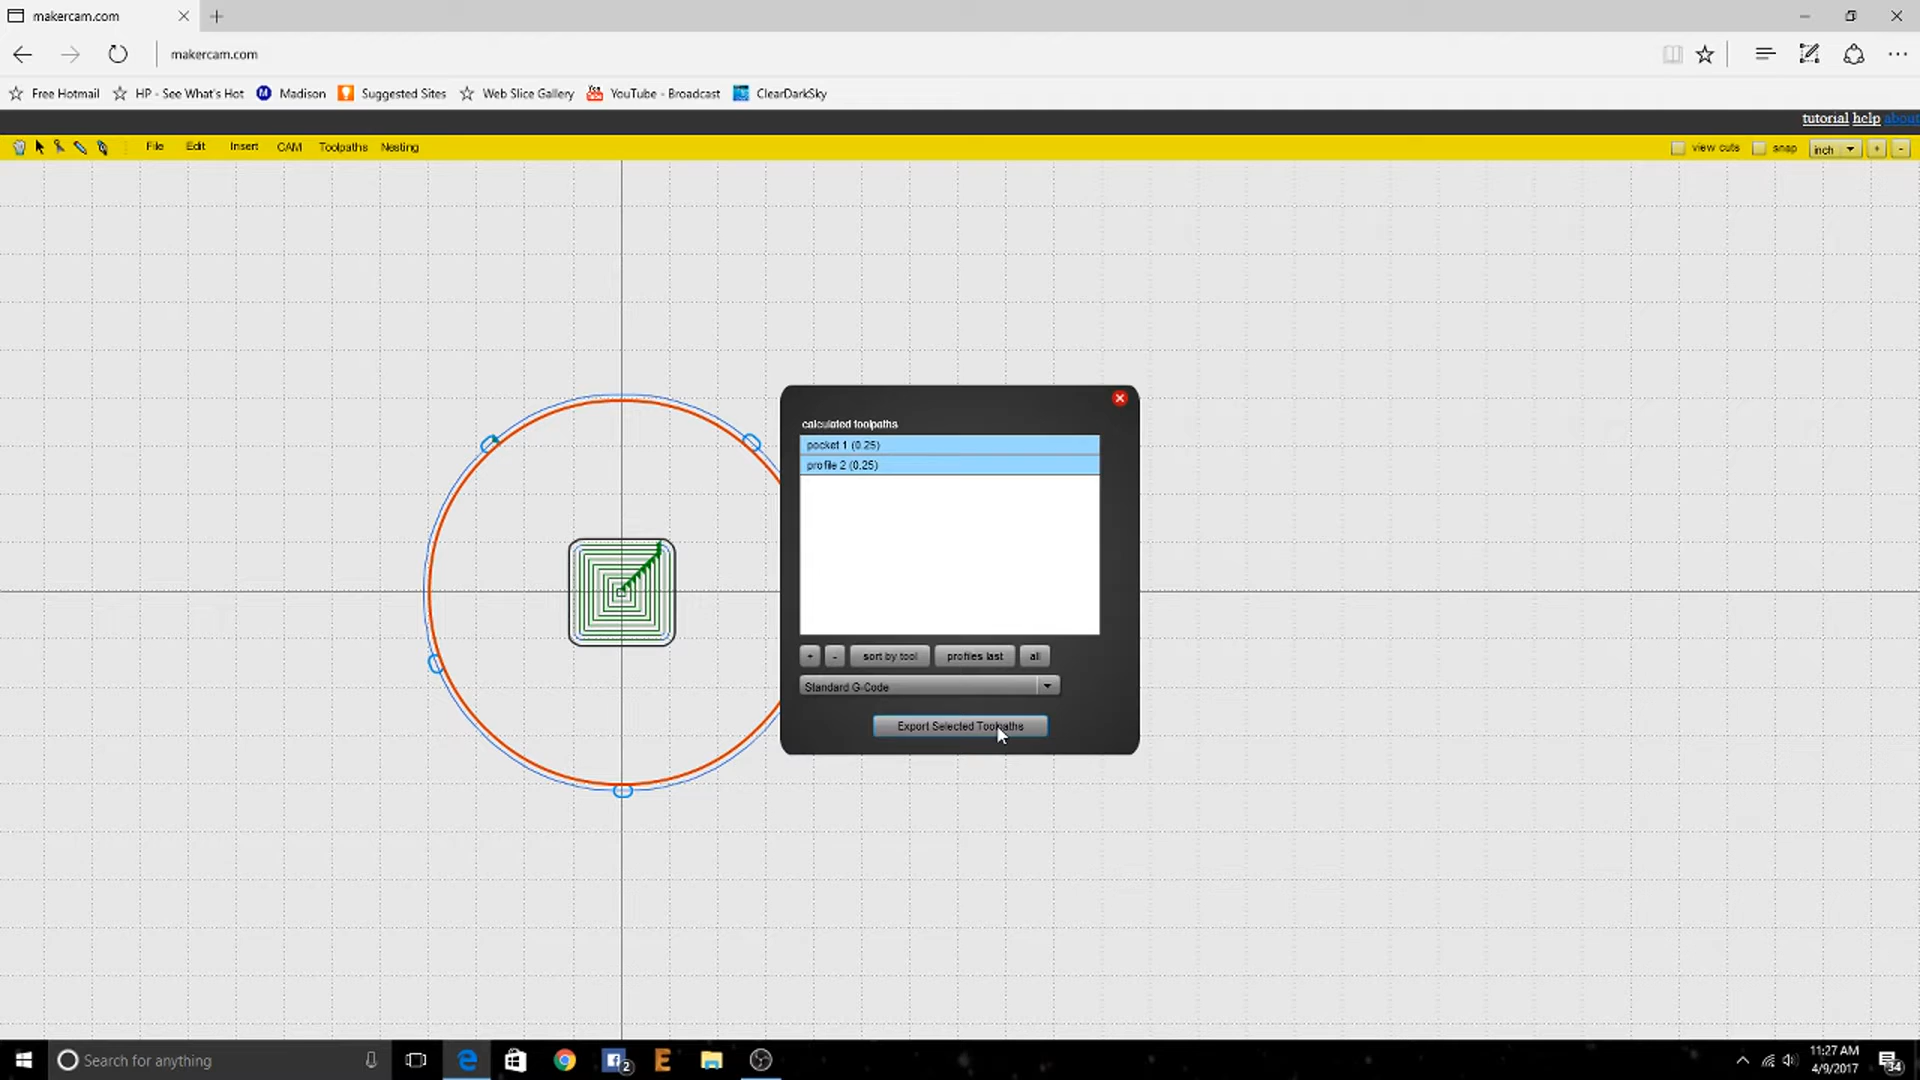 makercam.com
makercam.com
Free Hotmail HP - See What's Hot Madison Suggested Sites Web Slice Gallery YouTube - Broadcast ClearDarkSky
tutorial help about
File Edit Insert CAM Toolpaths Nesting view cuts snap inch + -
calculated toolpaths
pocket 1 (0.25)
profile 2 (0.25)
+ - sort by tool profiles last all
Standard G-Code
Export Selected Toolpaths
Search for anything
2
11:27 AM
4/9/2017
34